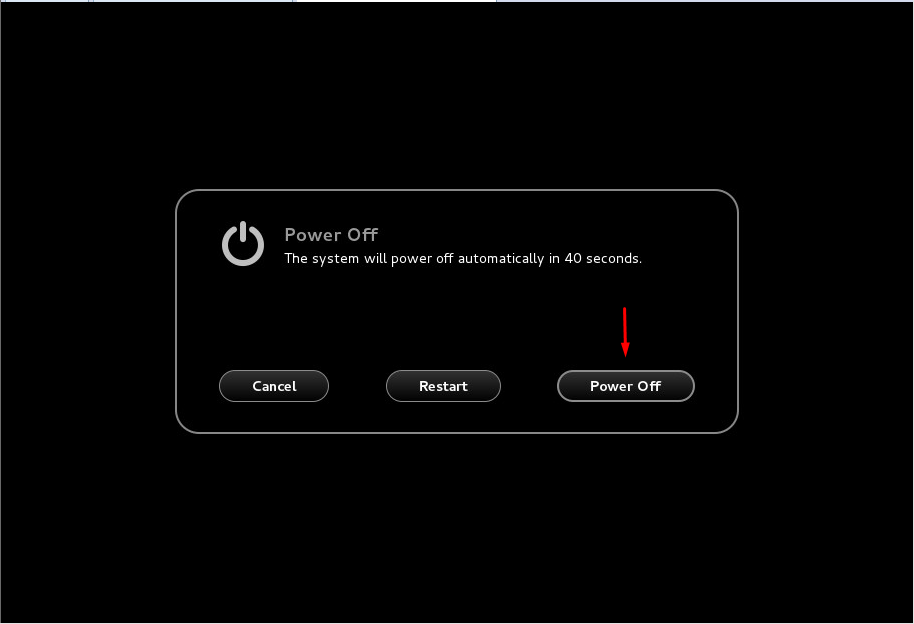 Power Off
The system will power off automatically in 40 seconds.
Cancel
Restart
Power Off